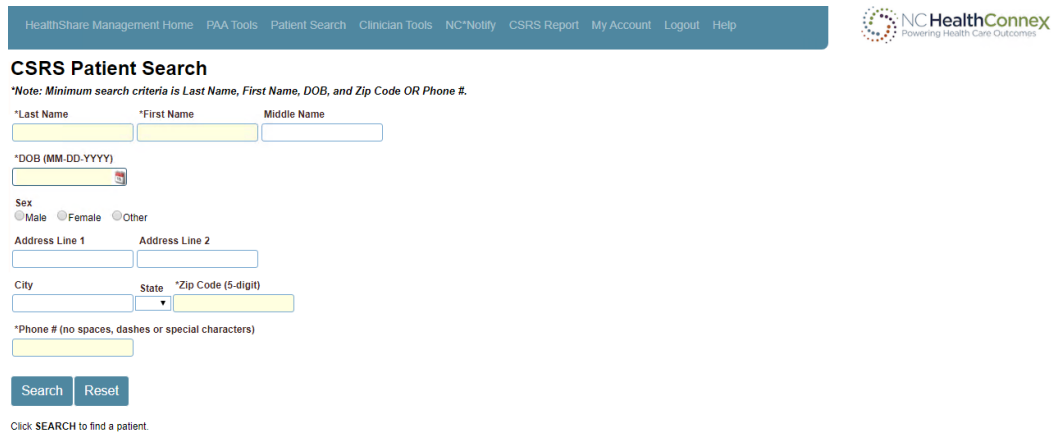 HealthShare Management Home PAA Tools Patient Search Clinician Tools NC*Notify CSRS Report My Account Logout Help
NC HealthConnex
Powering Health Care Outcomes
CSRS Patient Search
*Note: Minimum search criteria is Last Name, First Name, DOB, and Zip Code OR Phone #.
*Last Name *First Name Middle Name
*DOB (MM-DD-YYYY)
Sex
Male Female Other
Address Line 1 Address Line 2
City State *Zip Code (5-digit)
*Phone # (no spaces, dashes or special characters)
Search Reset
Click SEARCH to find a patient.